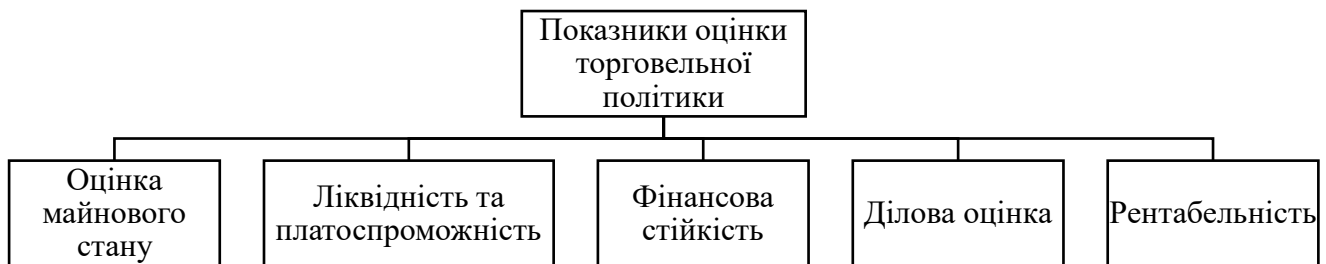 Показники оцінки
торговельної
політики
Оцінка
майнового
стану
Ліквідність та
платоспроможність
Фінансова
стійкість
Ділова оцінка
Рентабельність